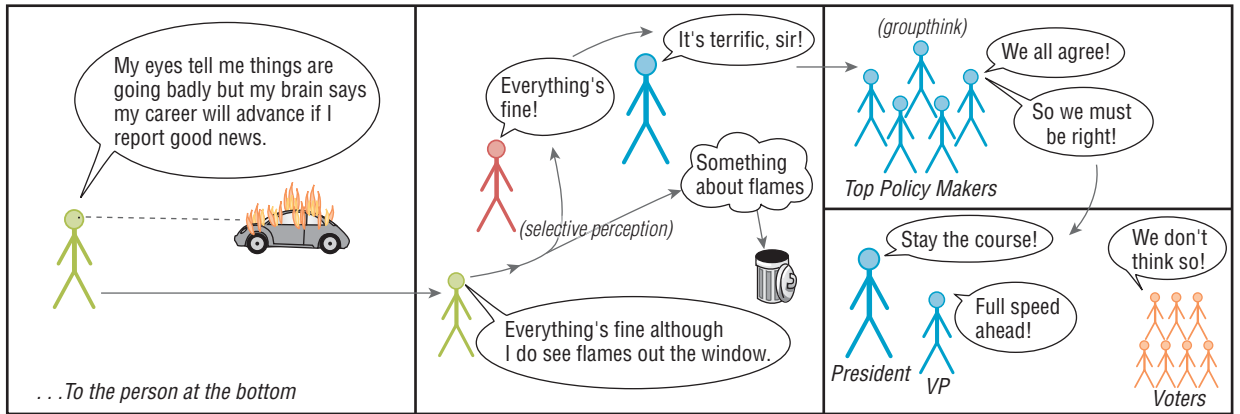 My eyes tell me things are
going badly but my brain says
my career will advance if I
report good news.
. . .To the person at the bottom
It's terrific, sir!
Everything's
fine!
Something
about flames
(selective perception)
Everything's fine although
I do see flames out the window.
(groupthink)
We all agree!
So we must
be right!
Top Policy Makers
Stay the course!
We don't
think so!
Full speed
ahead!
President
VP
Voters